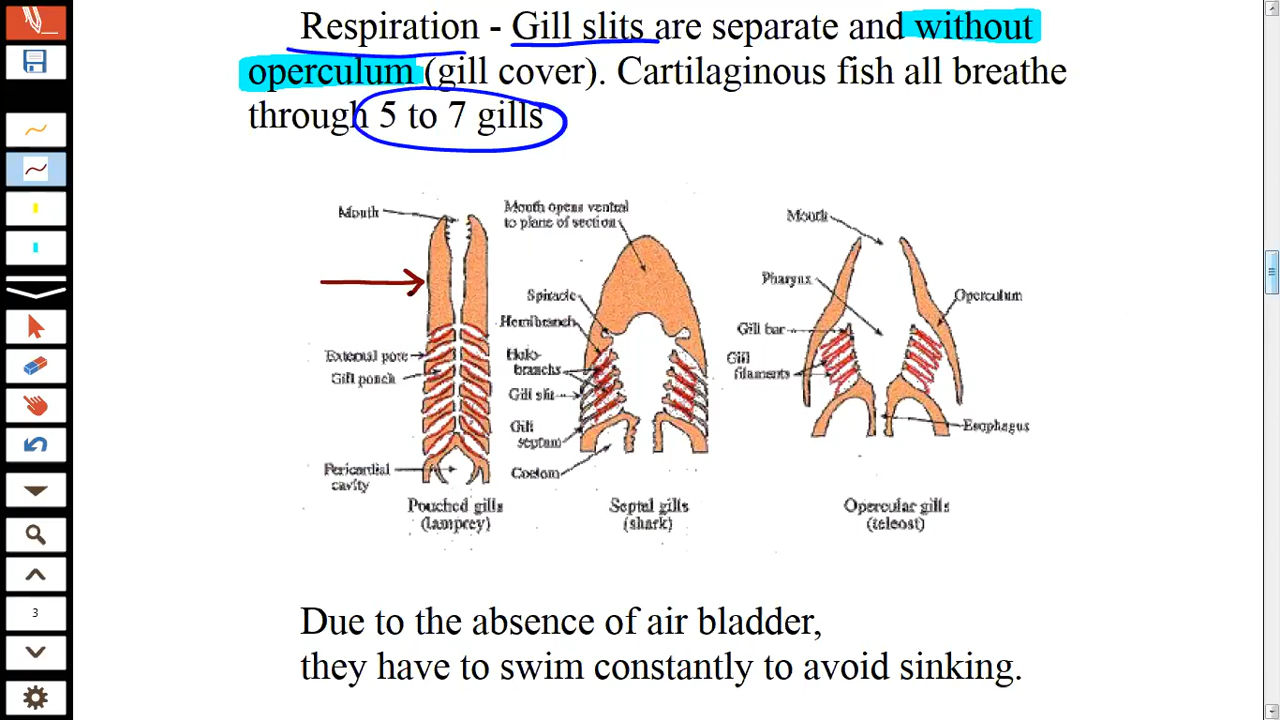 Respiration - Gill slits are separate and without
operculum (gill cover). Cartilaginous fish all breathe
through 5 to 7 gills
Mouth
Mouth opens ventral
to plane of section
Mouth
Spiracle
Pharynx
Operculum
Hemibranch
Gill bar
External pore
Holo-
branchs
Gill
filaments
Gill pouch
Gill slit
Gill
septum
Esophagus
Pericardial
cavity
Coelom
Pouched gills
(lamprey)
Septal gills
(shark)
Opercular gills
(teleost)
3
Due to the absence of air bladder,
they have to swim constantly to avoid sinking.